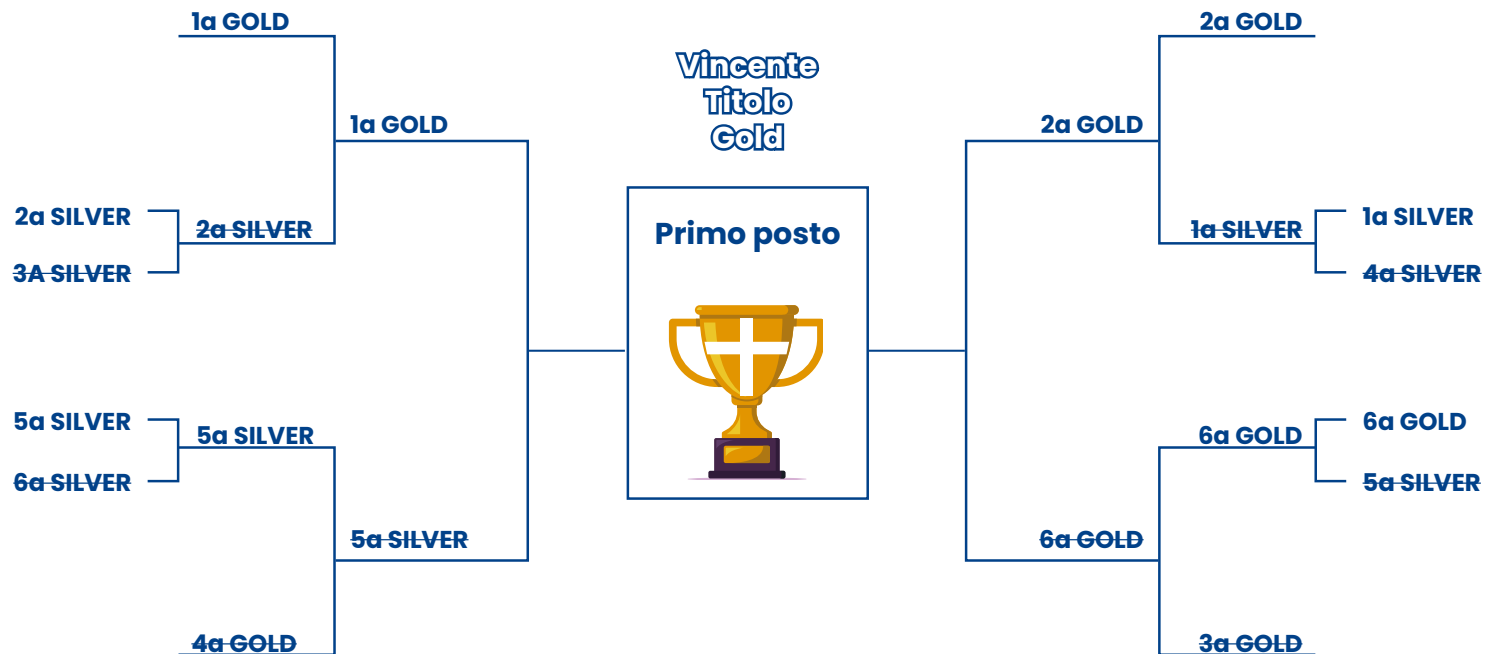 1a GOLD
2a GOLD
Vincente
Titolo
Gold
1a GOLD
2a GOLD
2a SILVER
2a SILVER
3A SILVER
Primo posto
1a SILVER
1a SILVER
4a SILVER
5a SILVER
5a SILVER
6a SILVER
6a GOLD
6a GOLD
5a SILVER
5a SILVER
6a GOLD
4a GOLD
3a GOLD